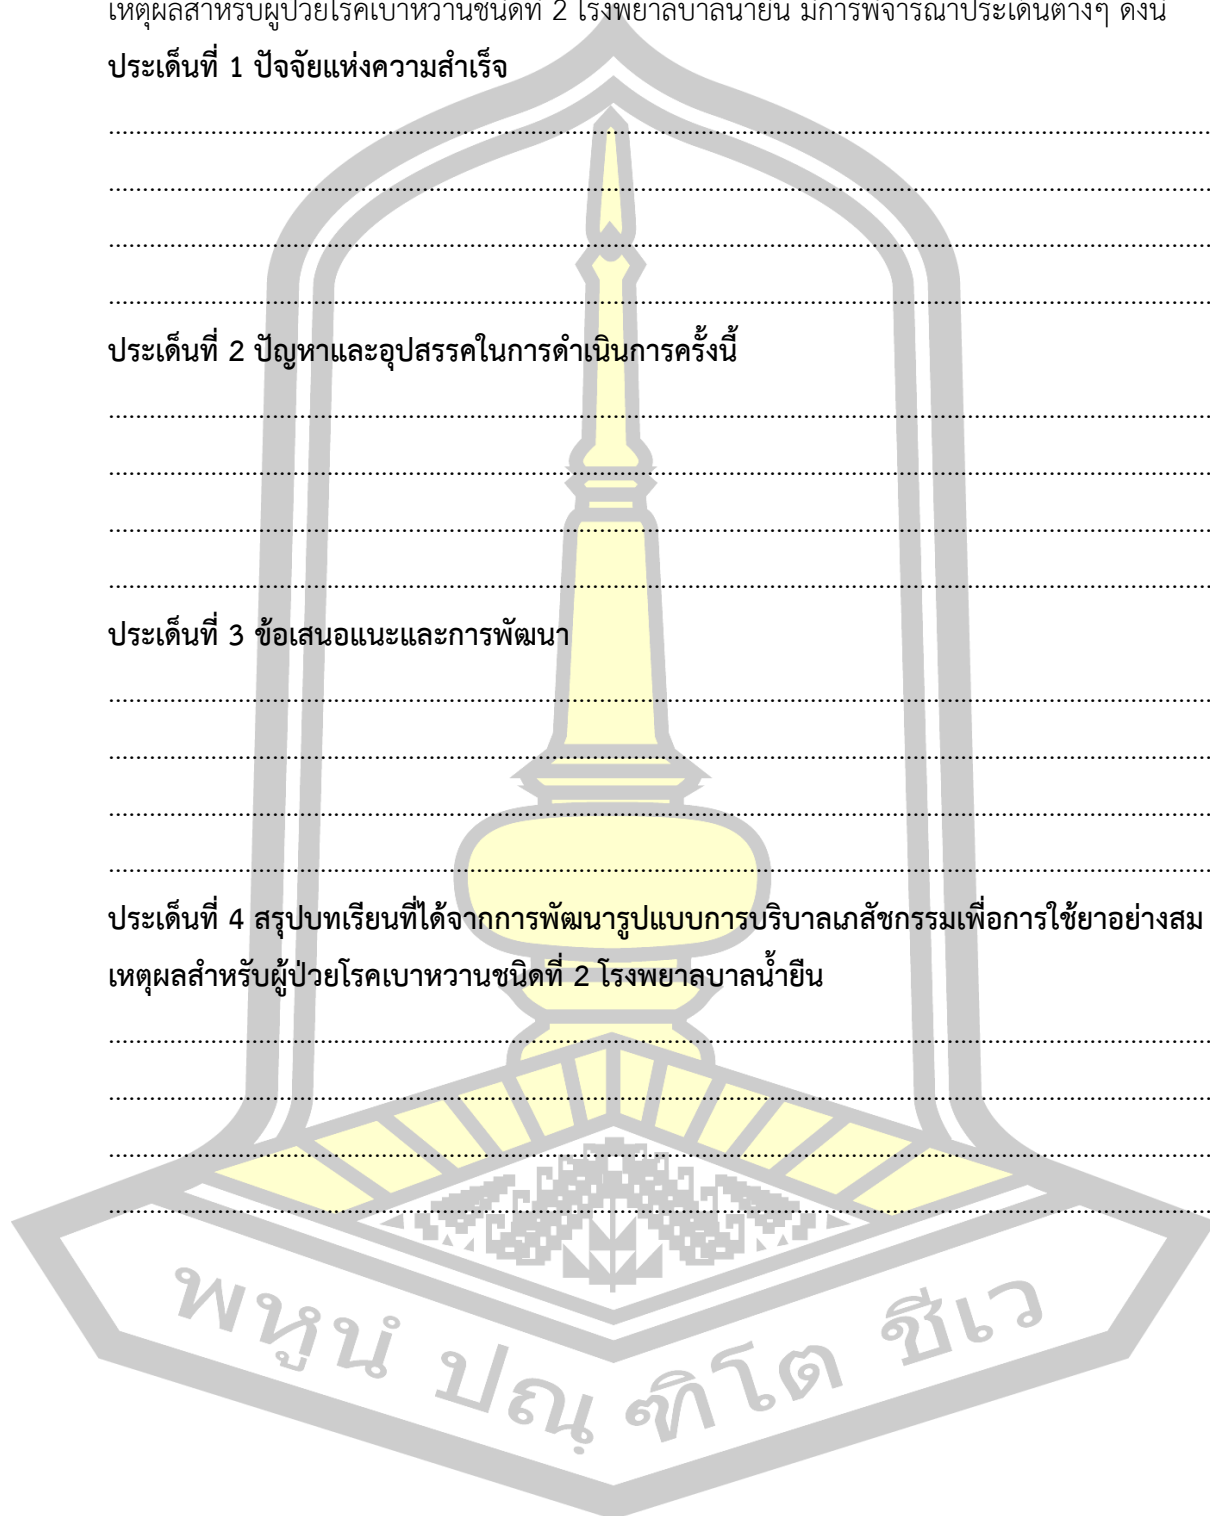 เหตุผลสำหรับผู้ป่วยโรคเบาหวานชนิดที่ 2 โรงพยาลบาลน้ำยืน มีการพิจารณาประเด็นต่างๆ ดังนี้
ประเด็นที่ 1 ปัจจัยแห่งความสำเร็จ
ประเด็นที่ 2 ปัญหาและอุปสรรคในการดำเนินการครั้งนี้
ประเด็นที่ 3 ข้อเสนอแนะและการพัฒนา
ประเด็นที่ 4 สรุปบทเรียนที่ได้จากการพัฒนารูปแบบการบริบาลเภสัชกรรมเพื่อการใช้ยาอย่างสม
เหตุผลสำหรับผู้ป่วยโรคเบาหวานชนิดที่ 2 โรงพยาลบาลน้ำยืน
พหูนํ ปณฺฑิโต ชีเว